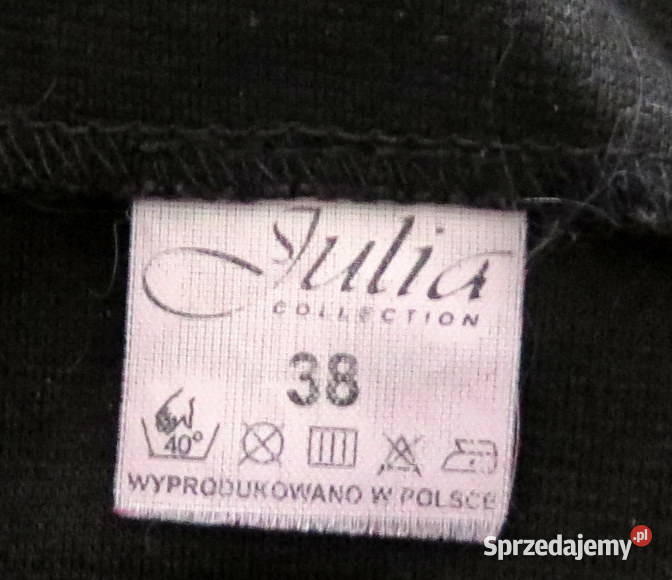 Julia
COLLECTION
38
40°
WYPRODUKOWANO W POLSCE
Sprzedajemy.pl